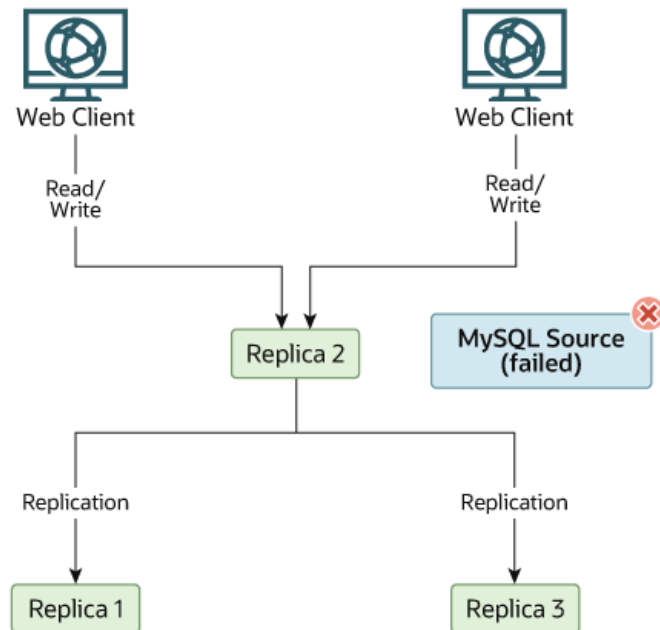 Web Client
Web Client
Read/
Write
Read/
Write
Replica 2
MySQL Source
(failed)
Replication
Replication
Replica 1
Replica 3